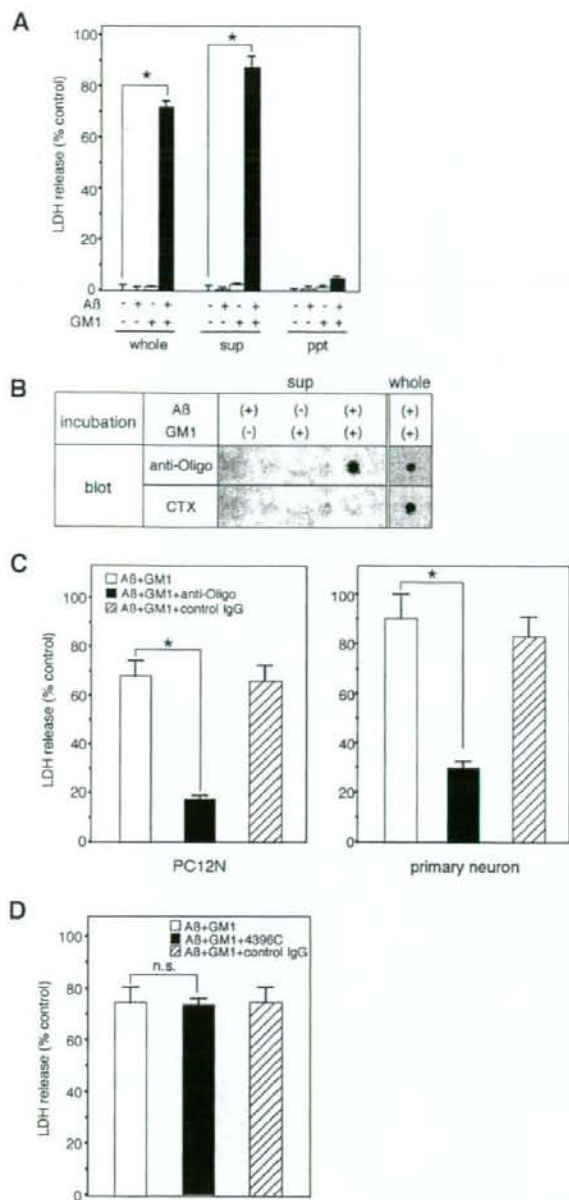 A
LDH release (% control)
100
80
60
40
20
0
*
*
Aß - + - + - + - + - + - +
GM1 - - + + - - + + - - + +
whole sup ppt
B
sup whole
incubation Aß (+) (-) (+) (+)
GM1 (-) (+) (+) (+)
blot anti-Oligo
CTX
C
Aß+GM1
Aß+GM1+anti-Oligo
Aß+GM1+control IgG
LDH release (% control)
100
80
60
40
20
0
*
PC12N
100
80
60
40
20
0
*
primary neuron
D
Aß+GM1
Aß+GM1+4396C
Aß+GM1+control IgG
n.s.
LDH release (% control)
100
80
60
40
20
0